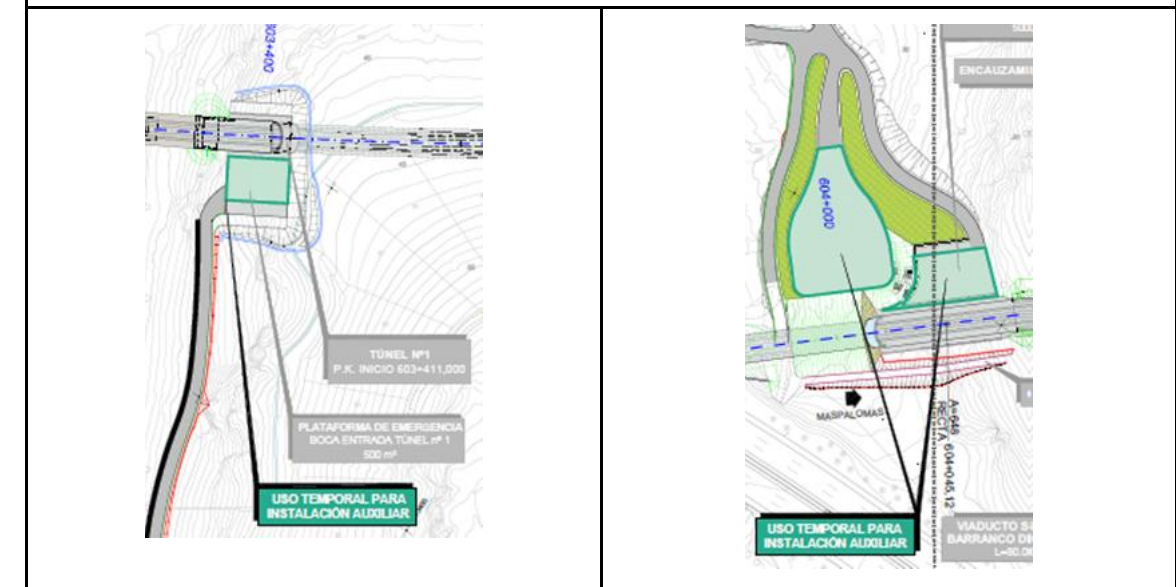 603+400
TÚNEL Nº1
P.K. INICIO 603+411,000
PLATAFORMA DE EMERGENCIA
BOCA ENTRADA TÚNEL nº 1
500 m²
USO TEMPORAL PARA
INSTALACIÓN AUXILIAR
ENCAUZAMI
604+000
MASPALOMAS
A=648
RECTA 604+045,12
USO TEMPORAL PARA
INSTALACIÓN AUXILIAR
VIADUCTO
BARRANCO